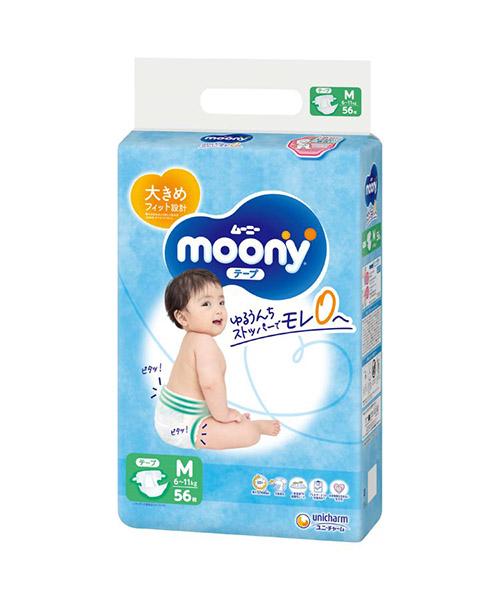 テープ
M
6~11kg
56枚
大きめ
フィット設計
ムーニー
moony
テープ
ゆるうんち
ストッパーで モレ0へ
ピタッ!
ピタッ!
テープ
M
6~11kg
56枚
unicharm
ユニ・チャーム